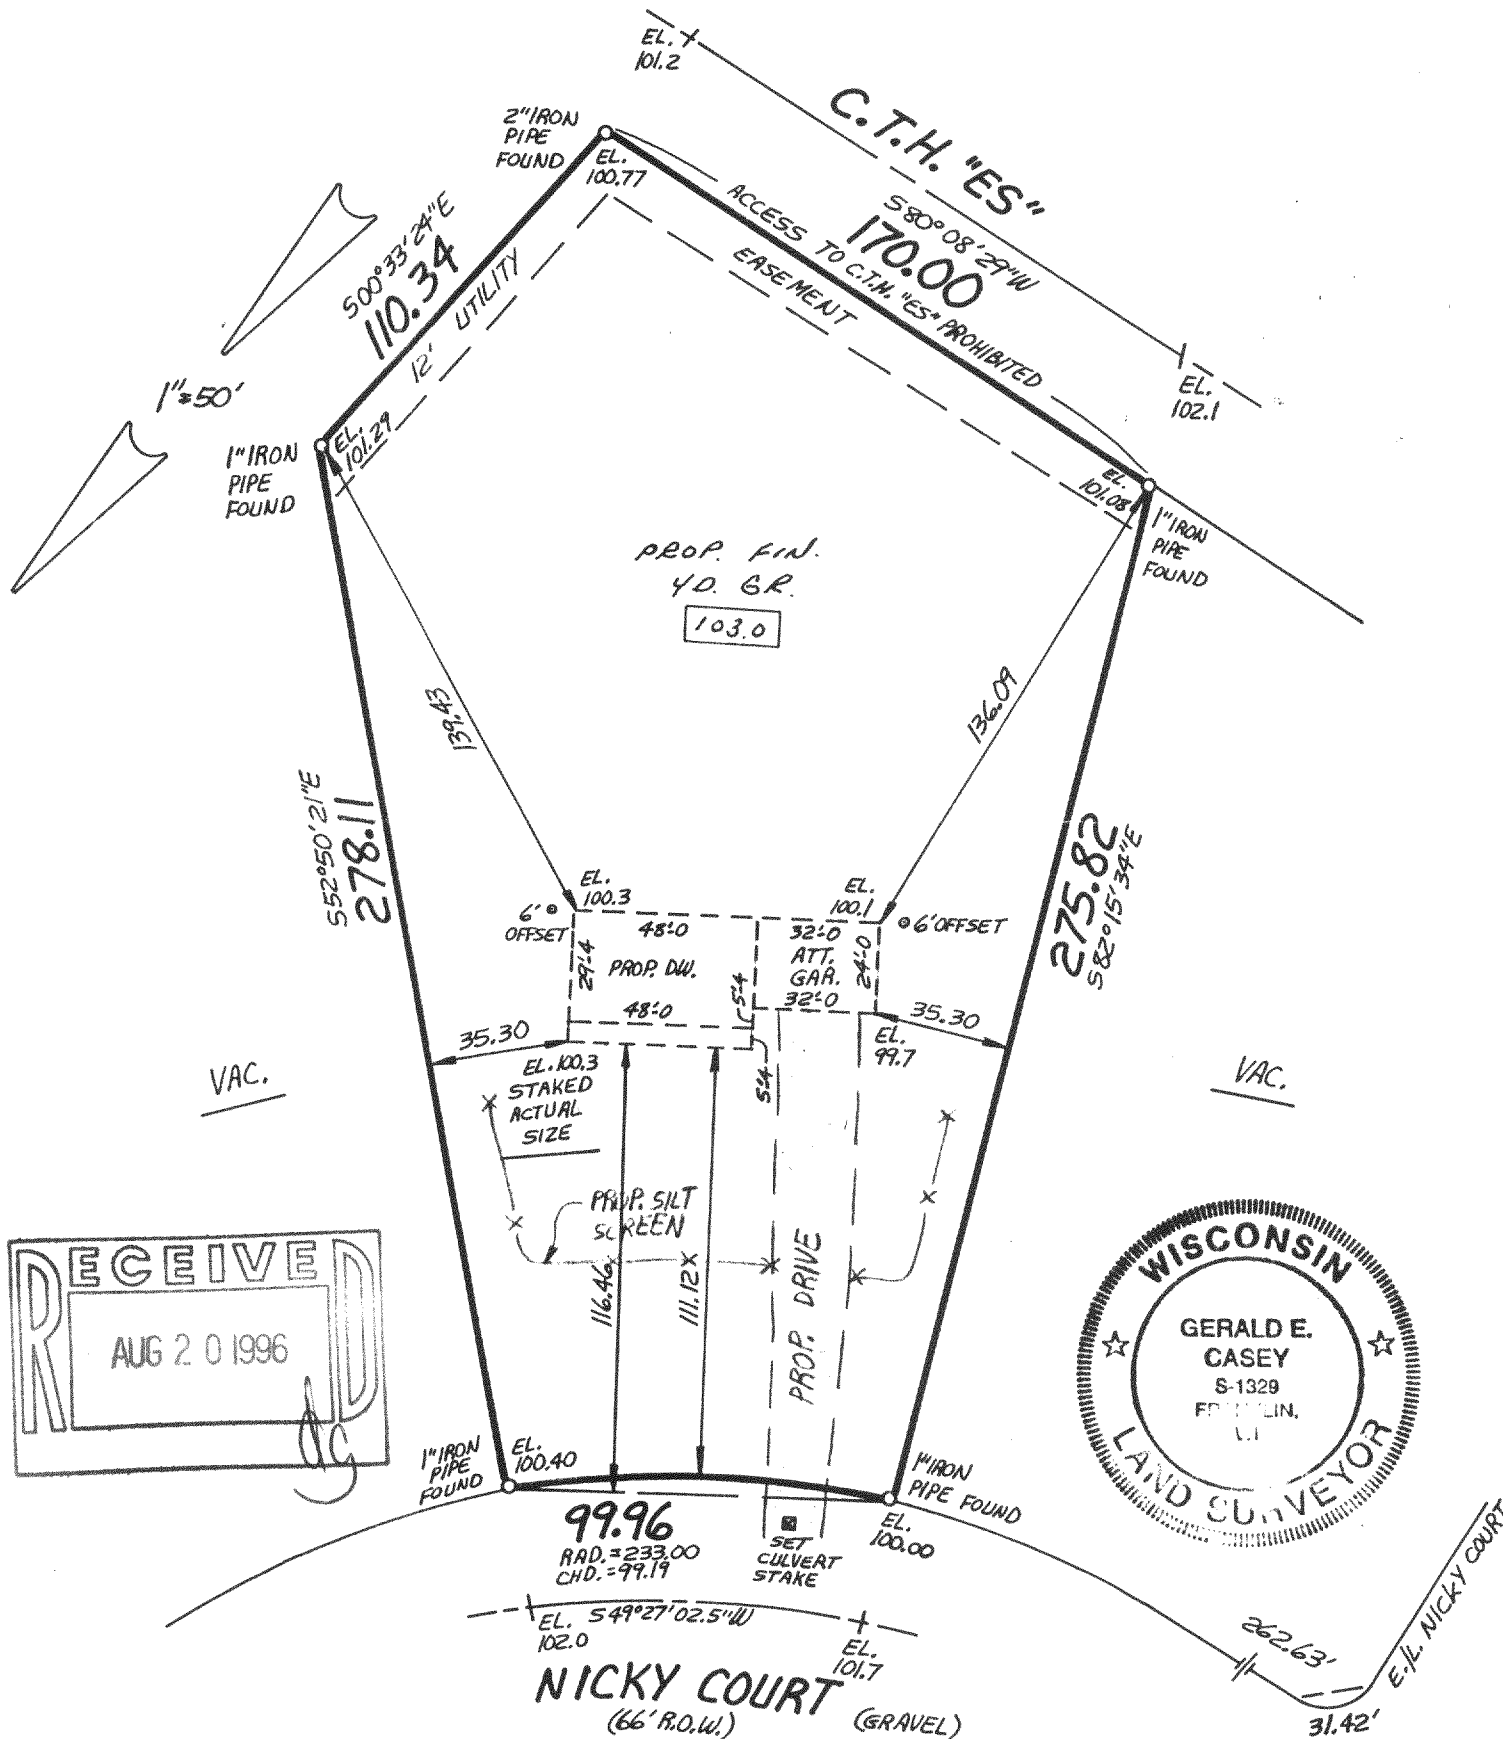 EL.
101.2
C.T.H. "ES"
2" IRON
PIPE
FOUND
EL.
100.77
S00°33'24"E
110.34
12' UTILITY
EASEMENT
ACCESS TO C.T.H. "ES" PROHIBITED
S80°08'29"W
170.00
EL.
102.1
1"=50'
1" IRON
PIPE
FOUND
EL.
101.29
EL.
101.08
1" IRON
PIPE
FOUND
PROP. FIN.
YD. GR.
103.0
139.43
136.09
S52°50'21"E
278.11
275.82
S82°15'34"E
EL.
100.3
EL.
100.1
6'
OFFSET
6' OFFSET
48'-0
32'-0
29'-4
PROP. DW.
ATT.
GAR.
24'-0
5'-4
48'-0
32'-0
35.30
35.30
EL. 100.3
STAKED
ACTUAL
SIZE
5'-4
EL.
99.7
VAC.
VAC.
PROP. SILT
SCREEN
116.46
111.12
PROP. DRIVE
RECEIVED
AUG 20 1996
WISCONSIN
GERALD E.
CASEY
S-1329
LAND SURVEYOR
1" IRON
PIPE
FOUND
EL.
100.40
1" IRON
PIPE FOUND
EL.
100.00
99.96
RAD.=233.00
CHD.=99.19
SET
CULVERT
STAKE
S49°27'02.5"W
EL.
102.0
EL.
101.7
NICKY COURT
(66' R.O.W.)
(GRAVEL)
262.63'
31.42'
E./L. NICKY COURT